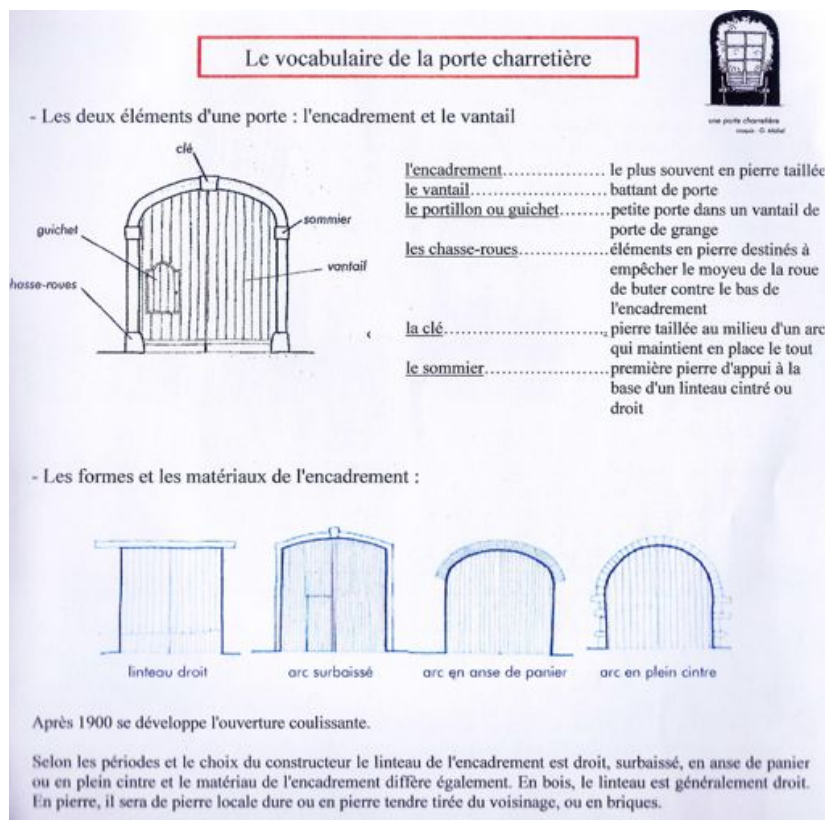 Le vocabulaire de la porte charretière
une porte charretière
croquis - G. Michel
- Les deux éléments d'une porte : l'encadrement et le vantail
clé
guichet
sommier
vantail
hasse-roues
l'encadrement.................. le plus souvent en pierre taillée
le vantail......................... battant de porte
le portillon ou guichet.........petite porte dans un vantail de
porte de grange
les chasse-roues................éléments en pierre destinés à
empêcher le moyeu de la roue
de buter contre le bas de
l'encadrement
la clé.............................pierre taillée au milieu d'un arc
qui maintient en place le tout
le sommier......................première pierre d'appui à la
base d'un linteau cintré ou
droit
- Les formes et les matériaux de l'encadrement :
linteau droit
arc surbaissé
arc en anse de panier
arc en plein cintre
Après 1900 se développe l'ouverture coulissante.
Selon les périodes et le choix du constructeur le linteau de l'encadrement est droit, surbaissé, en anse de panier
ou en plein cintre et le matériau de l'encadrement diffère également. En bois, le linteau est généralement droit.
En pierre, il sera de pierre locale dure ou en pierre tendre tirée du voisinage, ou en briques.